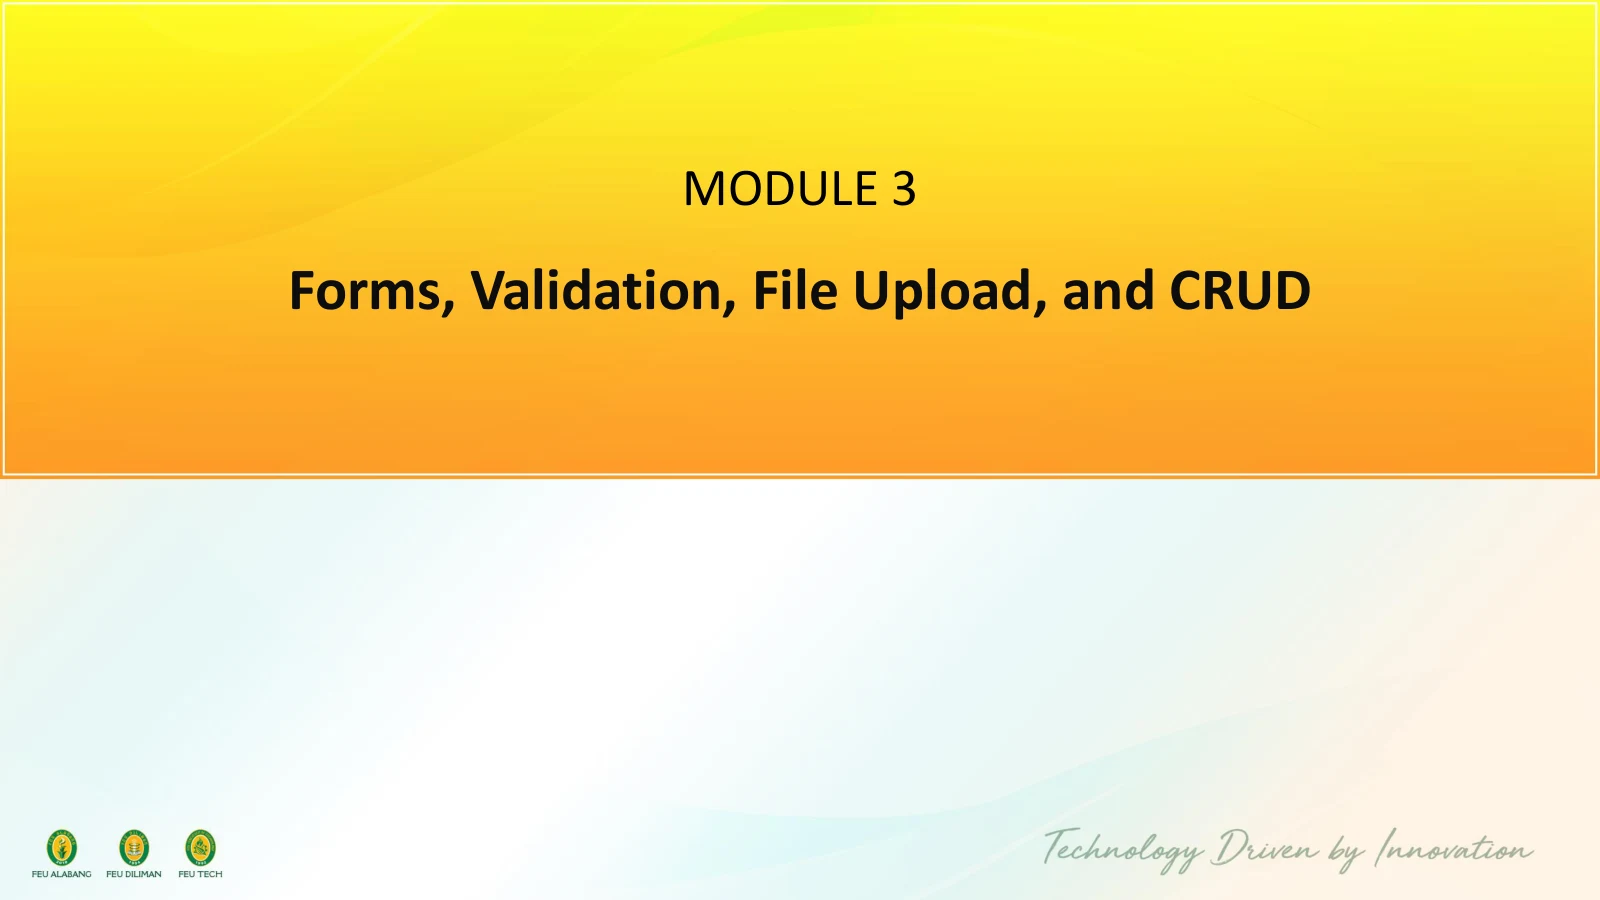 MODULE 3
Forms, Validation, File Upload, and CRUD
FEU ALABANG
FEU DILIMAN
FEU TECH
Technology Driven by Innovation